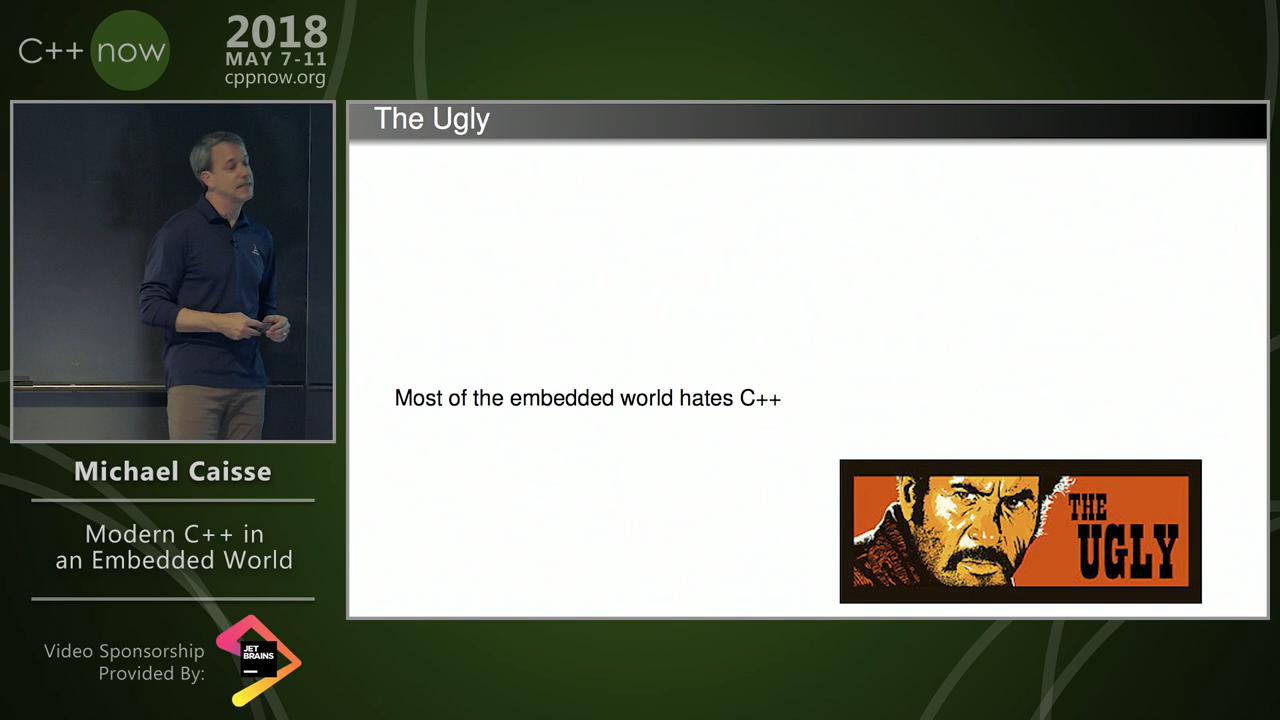 C++ now
2018
MAY 7-11
cppnow.org
The Ugly
Most of the embedded world hates C++
THE
UGLY
Michael Caisse
Modern C++ in
an Embedded World
Video Sponsorship
Provided By:
JET
BRAINS